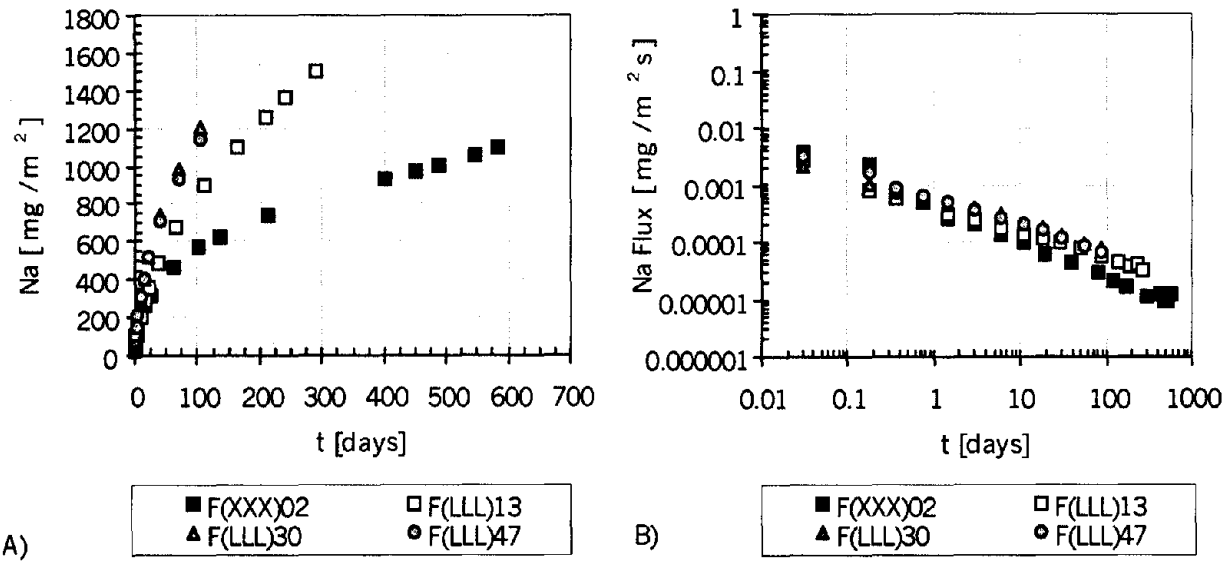 1800
1600
1400
1200
1000
800
600
400
200
0
Na [ mg / m ² ]
0 100 200 300 400 500 600 700
t [days]
■ F(XXX)02 □ F(LLL)13
▲ F(LLL)30 ● F(LLL)47
A)
1
0.1
0.01
0.001
0.0001
0.00001
0.000001
Na Flux [ mg / m ² s ]
0.01 0.1 1 10 100 1000
t [days]
■ F(XXX)02 □ F(LLL)13
▲ F(LLL)30 ● F(LLL)47
B)